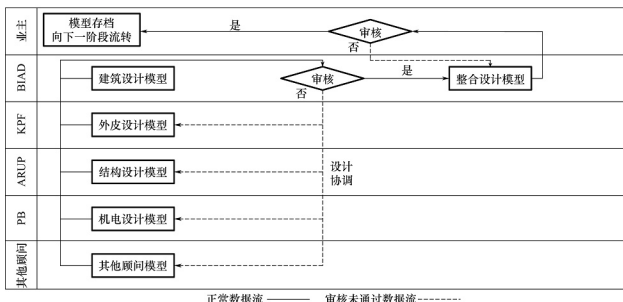 业主
模型存档
向下一阶段流转
是
审核
否
BIAD
建筑设计模型
审核
是
整合设计模型
否
KPF
外皮设计模型
ARUP
结构设计模型
设计
协调
PB
机电设计模型
其他顾问
其他顾问模型
正常数据流
审核未通过数据流